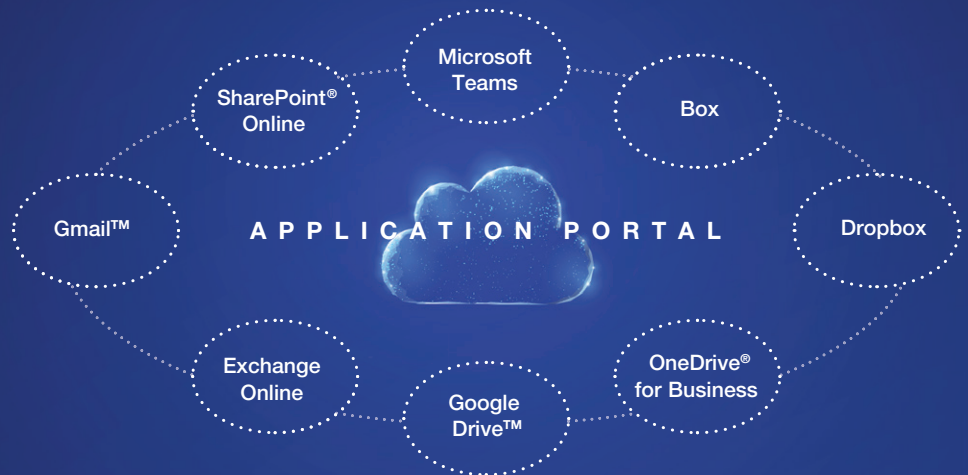 Microsoft
Teams
SharePoint®
Online
Box
Gmail™
APPLICATION PORTAL
Dropbox
Exchange
Online
OneDrive®
for Business
Google
Drive™